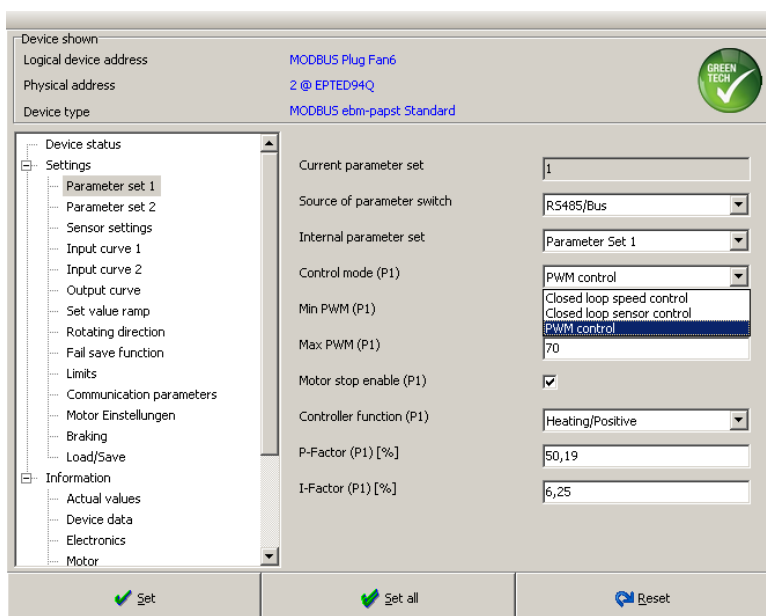 Device shown
Logical device address MODBUS Plug Fan6
Physical address 2 @ EPTED94Q
Device type MODBUS ebm-papst Standard
GREEN
TECH
Device status
Settings
Parameter set 1
Parameter set 2
Sensor settings
Input curve 1
Input curve 2
Output curve
Set value ramp
Rotating direction
Fail save function
Limits
Communication parameters
Motor Einstellungen
Braking
Load/Save
Information
Actual values
Device data
Electronics
Motor
Current parameter set 1
Source of parameter switch RS485/Bus
Internal parameter set Parameter Set 1
Control mode (P1) PWM control
Closed loop speed control
Closed loop sensor control
PWM control
Min PWM (P1)
Max PWM (P1) 70
Motor stop enable (P1)
Controller function (P1) Heating/Positive
P-Factor (P1) [%] 50,19
I-Factor (P1) [%] 6,25
Set Set all Reset